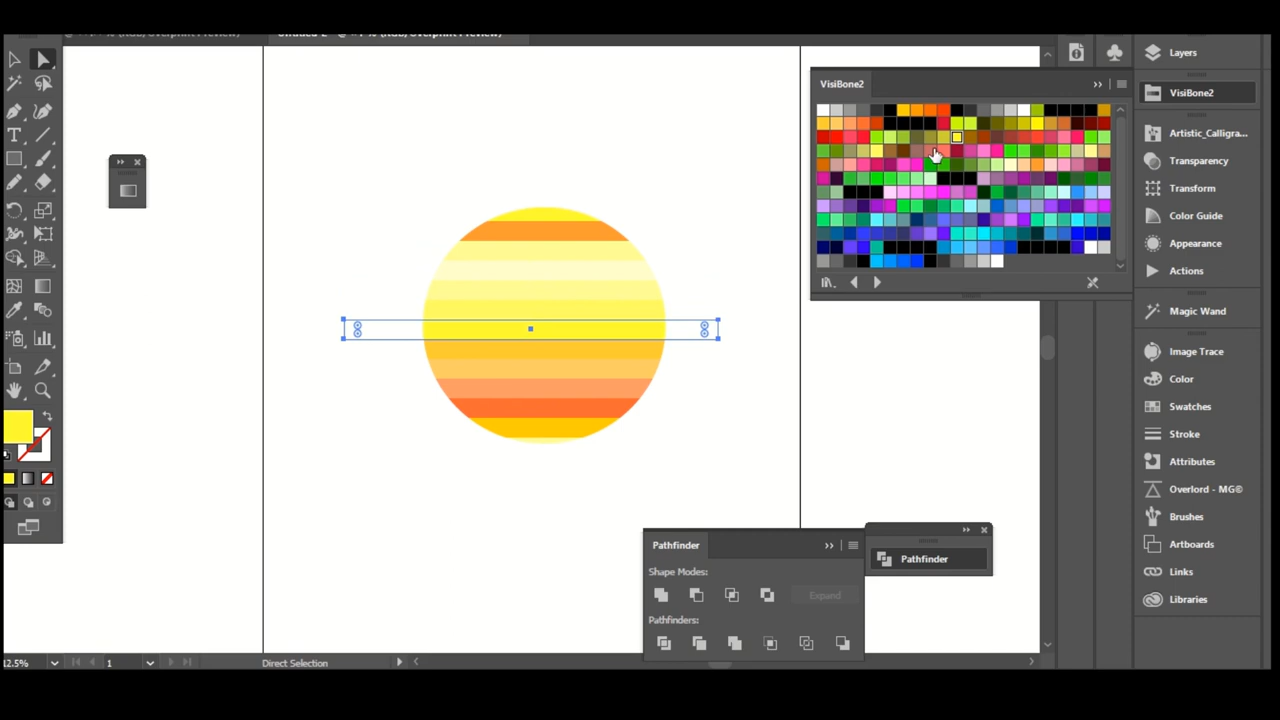 VisiBone2
Layers
VisiBone2
Artistic_Calligra...
Transparency
Transform
Color Guide
Appearance
Actions
Magic Wand
Image Trace
Color
Swatches
Stroke
Attributes
Overlord - MG©
Brushes
Artboards
Links
Libraries
Pathfinder
Pathfinder
Shape Modes:
Expand
Pathfinders:
12.5%
1
Direct Selection